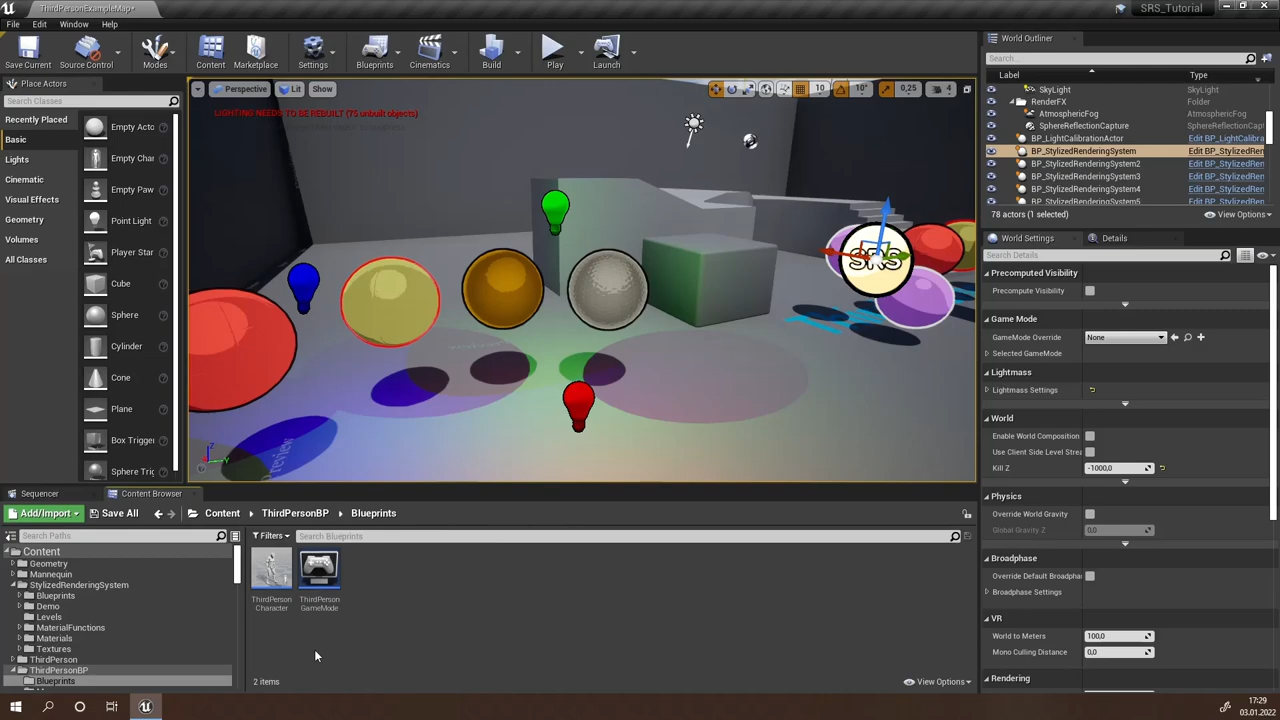 ThirdPersonExampleMap*
SRS_Tutorial
File Edit Window Help
Save Current Source Control Modes Content Marketplace Settings Blueprints Cinematics Build Play Launch
Place Actors
Search Classes
Recently Placed
Basic
Lights
Cinematic
Visual Effects
Geometry
Volumes
All Classes
Empty Acto
Empty Char
Empty Paw
Point Light
Player Star
Cube
Sphere
Cylinder
Cone
Plane
Box Trigger
Sphere Trig
Perspective Lit Show
10 10° 0,25 4
LIGHTING NEEDS TO BE REBUILT (75 unbuilt objects)
SRS
World Outliner
Search...
Label Type
SkyLight SkyLight
RenderFX Folder
AtmosphericFog AtmosphericFog
SphereReflectionCapture SphereReflectionCapt
BP_LightCalibrationActor Edit BP_LightCalibra
BP_StylizedRenderingSystem Edit BP_StylizedRen
BP_StylizedRenderingSystem2 Edit BP_StylizedRen
BP_StylizedRenderingSystem3 Edit BP_StylizedRen
BP_StylizedRenderingSystem4 Edit BP_StylizedRen
BP_StylizedRenderingSystem5 Edit BP_StylizedRen
78 actors (1 selected) View Options
World Settings Details
Search Details
Precomputed Visibility
Precompute Visibility
Game Mode
GameMode Override None
Selected GameMode
Lightmass
Lightmass Settings
World
Enable World Composition
Use Client Side Level Strea
Kill Z -1000,0
Physics
Override World Gravity
Global Gravity Z 0,0
Broadphase
Override Default Broadpha
Broadphase Settings
VR
World to Meters 100,0
Mono Culling Distance 0,0
Rendering
Sequencer Content Browser
Add/Import Save All Content ThirdPersonBP Blueprints
Search Paths
Filters Search Blueprints
Content
Geometry
Mannequin
StylizedRenderingSystem
Blueprints
Demo
Levels
MaterialFunctions
Materials
Textures
ThirdPerson
ThirdPersonBP
Blueprints
ThirdPerson
Character
ThirdPerson
GameMode
2 items View Options
17:29
03.01.2022